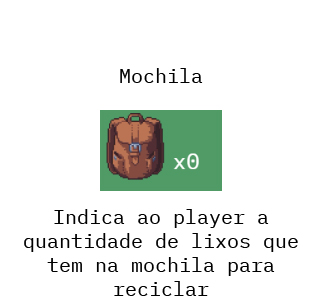 Mochila
x0
Indica ao player a
quantidade de lixos que
tem na mochila para
reciclar